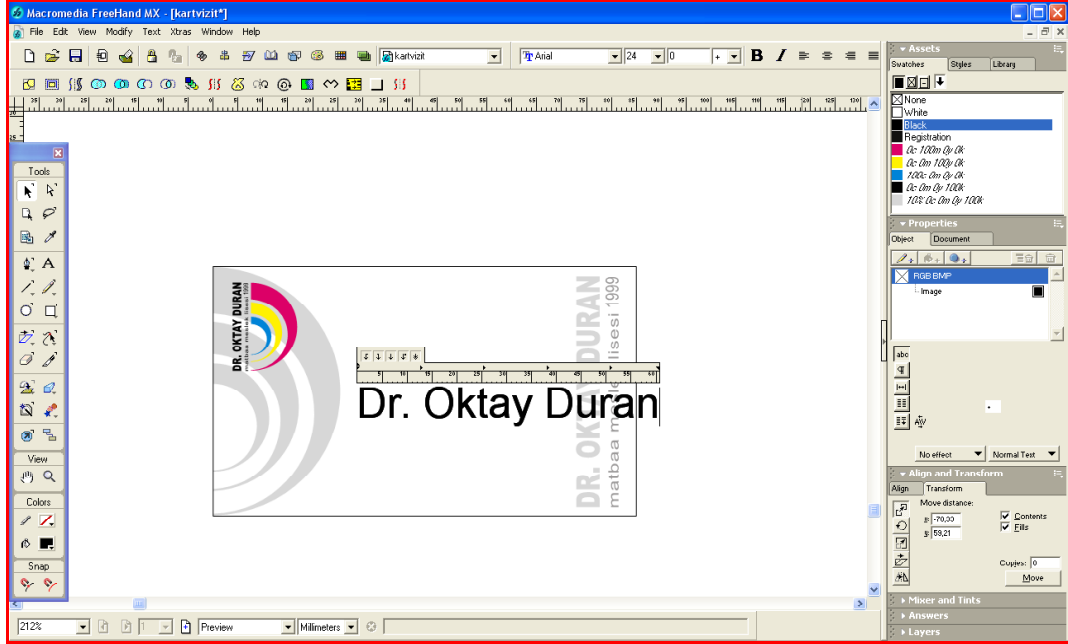 Macromedia FreeHand MX - [kartvizit*]
File Edit View Modify Text Xtras Window Help
kartvizit Arial 24 0 + B I
Assets
Swatches Styles Library
None
White
Black
Registration
0c 100m 0y 0k
0c 0m 100y 0k
100c 0m 0y 0k
0c 0m 0y 100k
10% 0c 0m 0y 100k
Tools
View
Colors
Snap
DR. OKTAY DURAN
matbaa meslek lisesi 1999
DR. OKTAY DURAN
matbaa meslek lisesi 1999
Dr. Oktay Duran
Properties
Object Document
RGB BMP
Image
abc
No effect Normal Text
Align and Transform
Align Transform
Move distance:
x: -70,33 Contents
y: 59,21 Fills
Copies: 0
Move
Mixer and Tints
Answers
Layers
212% 1 Preview Millimeters